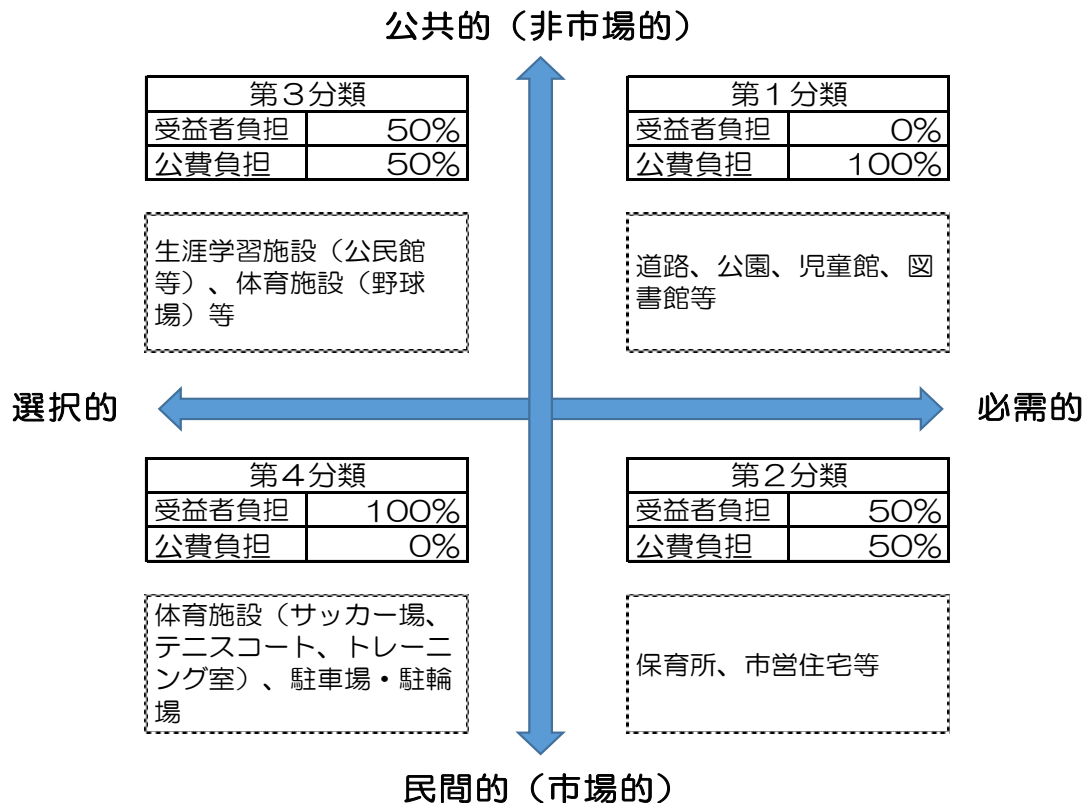 公共的（非市場的）
第３分類
受益者負担 50%
公費負担 50%
生涯学習施設（公民館
等）、体育施設（野球
場）等
第１分類
受益者負担 0%
公費負担 100%
道路、公園、児童館、図
書館等
選択的
必需的
第４分類
受益者負担 100%
公費負担 0%
体育施設（サッカー場、
テニスコート、トレーニ
ング室）、駐車場・駐輪
場
第２分類
受益者負担 50%
公費負担 50%
保育所、市営住宅等
民間的（市場的）